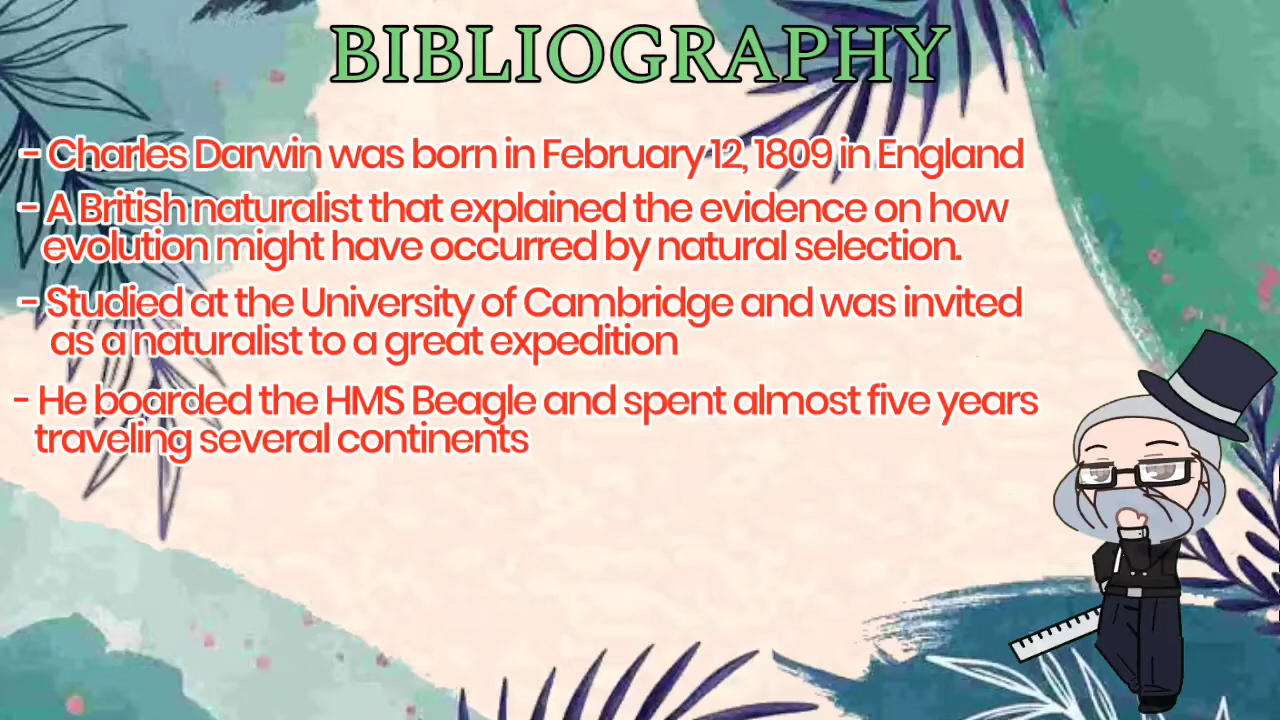 BIBLIOGRAPHY
- Charles Darwin was born in February 12, 1809 in England
- A British naturalist that explained the evidence on how
evolution might have occurred by natural selection.
- Studied at the University of Cambridge and was invited
as a naturalist to a great expedition
- He boarded the HMS Beagle and spent almost five years
traveling several continents